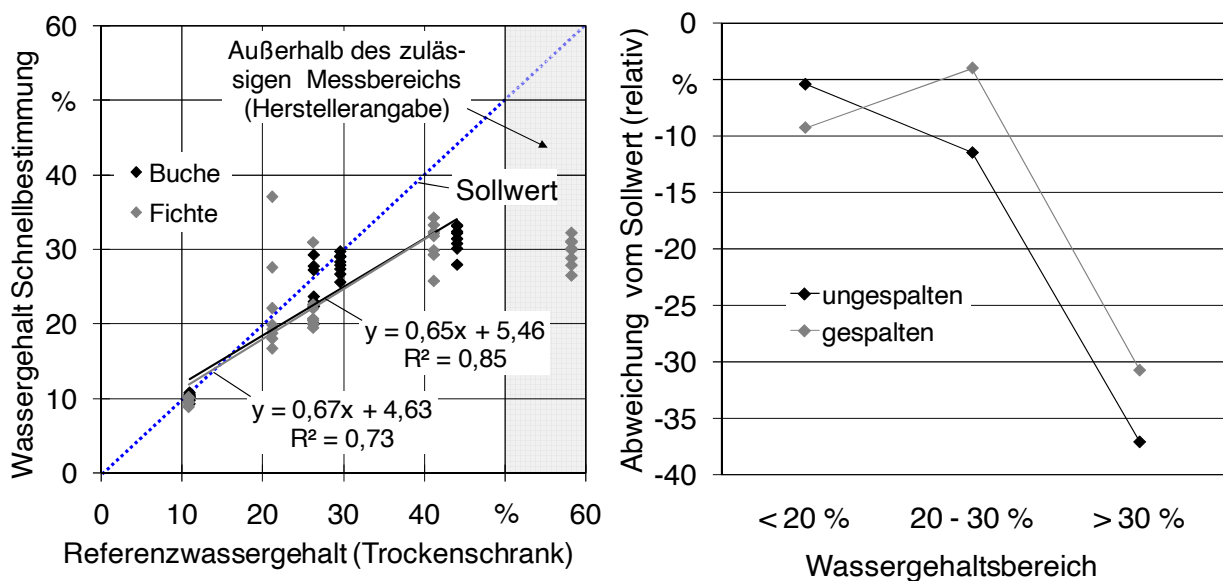 Wassergehalt Schnellbestimmung
60
%
40
30
20
10
0
Außerhalb des zuläs-
sigen Messbereichs
(Herstellerangabe)
Buche
Fichte
Sollwert
y = 0,65x + 5,46
R² = 0,85
y = 0,67x + 4,63
R² = 0,73
0 10 20 30 40 % 60
Referenzwassergehalt (Trockenschrank)
Abweichung vom Sollwert (relativ)
0
%
-10
-15
-20
-25
-30
-35
-40
ungespalten
gespalten
< 20 % 20 - 30 % > 30 %
Wassergehaltsbereich